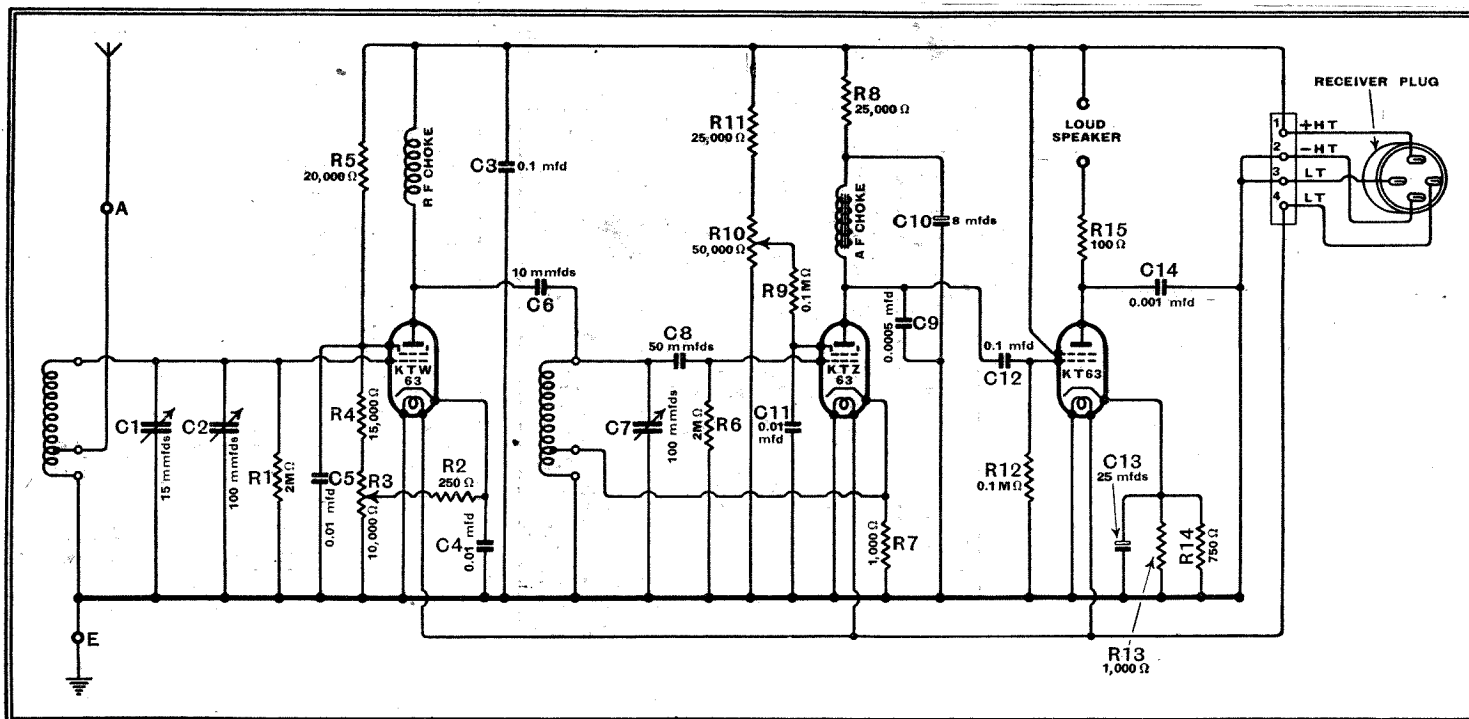 A
E
C1
15 mmfds
C2
100 mmfds
R1
2MΩ
C5
0.01 mfd
R5
20,000 Ω
R4
15,000 Ω
R3
10,000 Ω
R2
250 Ω
C4
0.01 mfd
RF CHOKE
KTW
63
C3
0.1 mfd
10 mmfds
C6
C7
100 mmfds
C8
50 mmfds
R6
2MΩ
R11
25,000 Ω
R10
50,000 Ω
R9
0.1 MΩ
C11
0.01
mfd
R8
25,000 Ω
AF CHOKE
KTZ
63
C10
8 mfds
C9
0.0005 mfd
R7
1,000 Ω
0.1 mfd
C12
R12
0.1 MΩ
LOUD
SPEAKER
R15
100 Ω
KT63
C14
0.001 mfd
C13
25 mfds
R14
750Ω
R13
1,000 Ω
RECEIVER PLUG
1 +HT
2 -HT
3 LT
4 LT